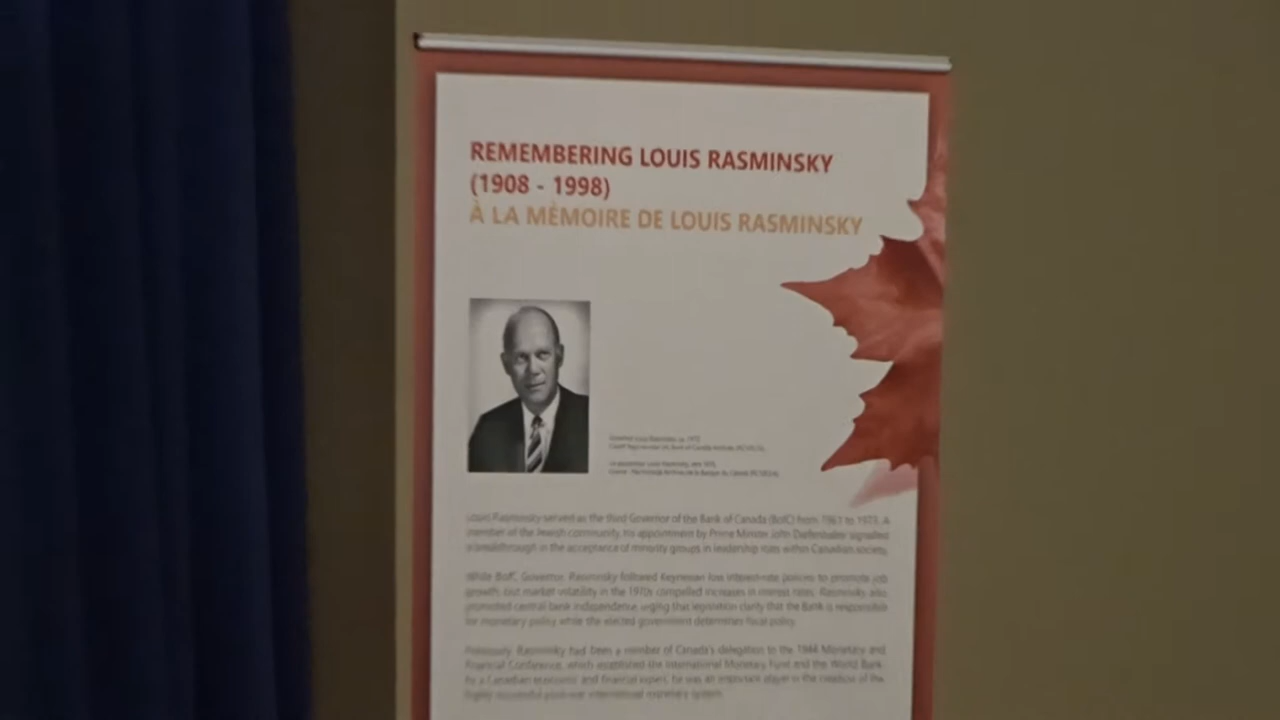 REMEMBERING LOUIS RASMINSKY
(1908 - 1998)
À LA MÉMOIRE DE LOUIS RASMINSKY
Louis Rasminsky served as the third Governor of the Bank of Canada (BofC) from 1961 to 1973. A
member of the Jewish community, his appointment by Prime Minister John Diefenbaker signalled
a breakthrough in the acceptance of minority groups in leadership roles within Canadian society.
While BofC Governor, Rasminsky followed Keynesian low interest-rate policies to promote job
growth, but market volatility in the 1970s compelled increases in interest rates. Rasminsky also
promoted central bank independence, urging that legislation clarify that the Bank is responsible
for monetary policy while the elected government determines fiscal policy.
Previously, Rasminsky had been a member of Canada's delegation to the 1944 Monetary and
Financial Conference, which established the International Monetary Fund and the World Bank.
As a Canadian economic and financial expert, he was an important player in the creation of the
highly successful post-war international monetary system.